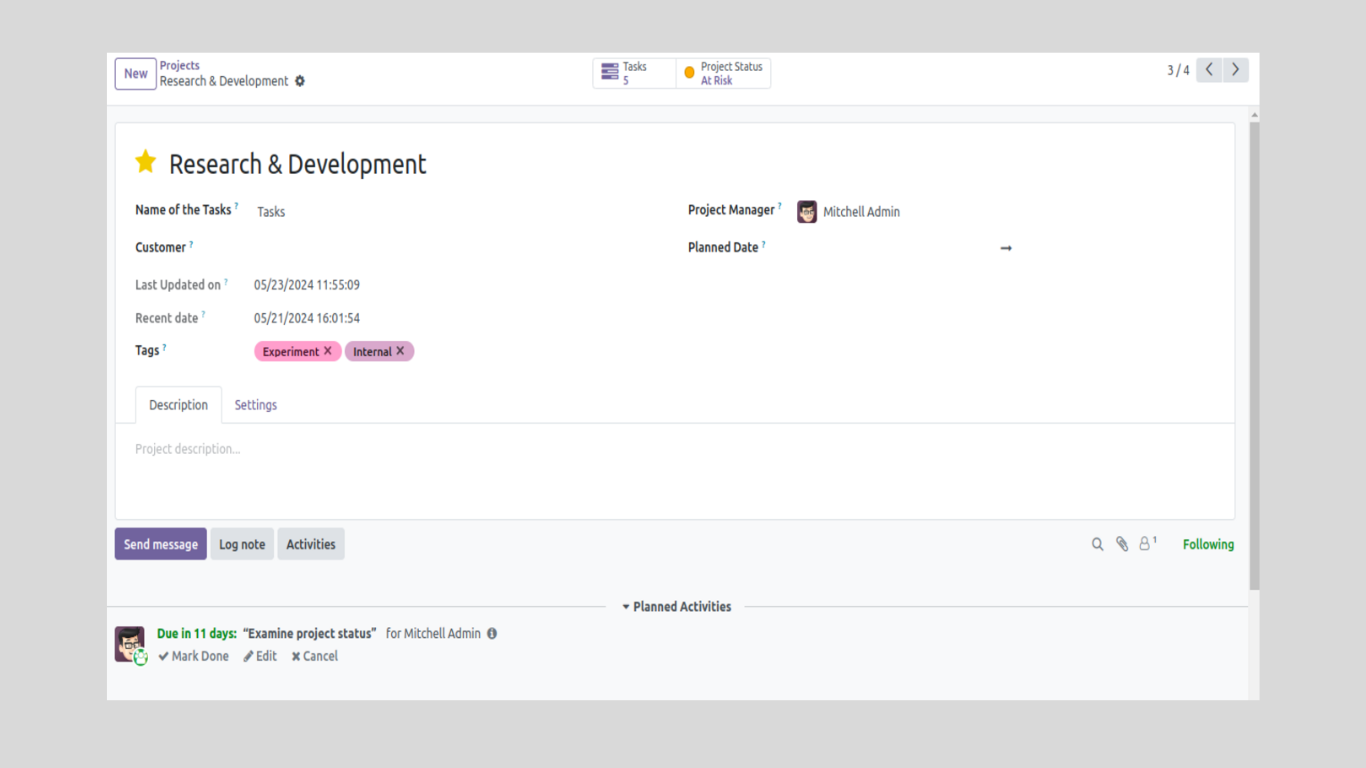 New
Projects
Research & Development
Tasks
5
Project Status
At Risk
3 / 4
Research & Development
Name of the Tasks ? Tasks
Project Manager ? Mitchell Admin
Customer ?
Planned Date ? →
Last Updated on ? 05/23/2024 11:55:09
Recent date ? 05/21/2024 16:01:54
Tags ? Experiment X Internal X
Description Settings
Project description...
Send message Log note Activities 1 Following
Planned Activities
Due in 11 days: “Examine project status” for Mitchell Admin
Mark Done Edit Cancel